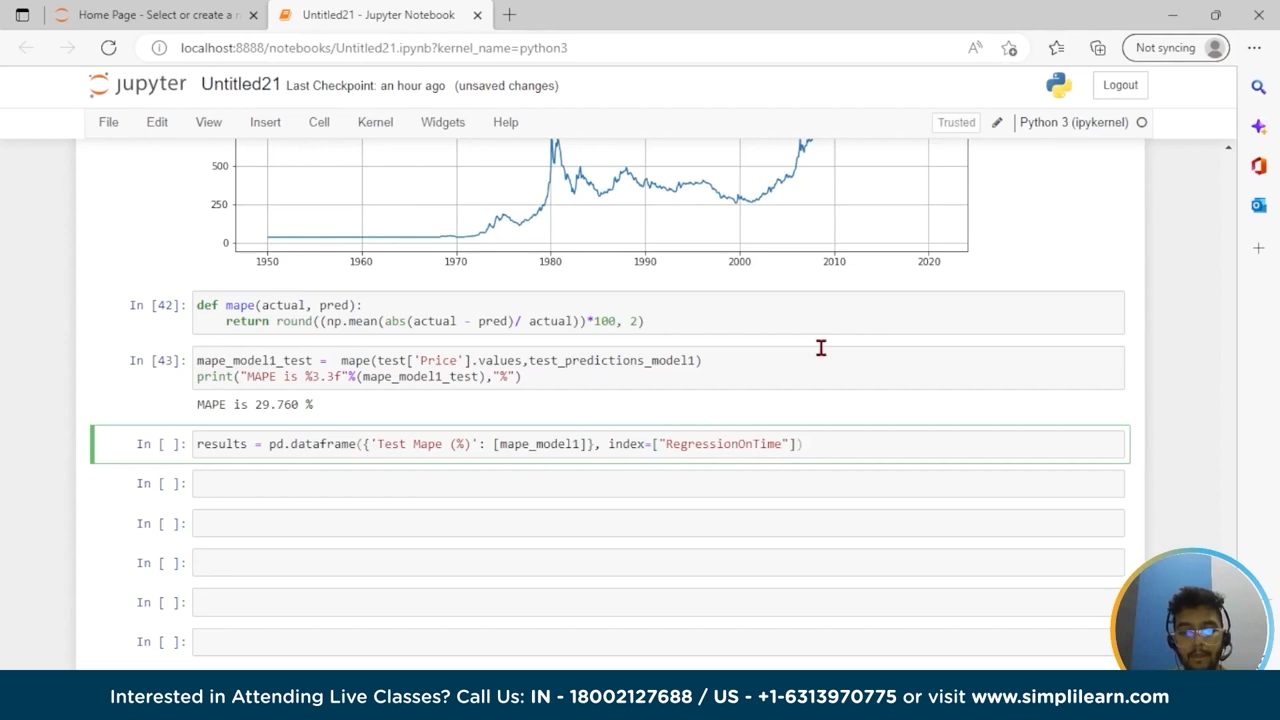 Home Page - Select or create a n
Untitled21 - Jupyter Notebook
localhost:8888/notebooks/Untitled21.ipynb?kernel_name=python3
Not syncing
jupyter Untitled21 Last Checkpoint: an hour ago (unsaved changes)
Logout
File Edit View Insert Cell Kernel Widgets Help
Trusted
Python 3 (ipykernel)
500
250
0
1950 1960 1970 1980 1990 2000 2010 2020
In [42]: def mape(actual, pred):
return round((np.mean(abs(actual - pred)/ actual))*100, 2)
In [43]: mape_model1_test =  mape(test['Price'].values,test_predictions_model1)
print("MAPE is %3.3f"%(mape_model1_test),"%")
MAPE is 29.760 %
In [ ]: results = pd.dataframe({'Test Mape (%)': [mape_model1]}, index=["RegressionOnTime"])
In [ ]:
In [ ]:
In [ ]:
In [ ]:
In [ ]:
Interested in Attending Live Classes? Call Us: IN - 18002127688 / US - +1-6313970775 or visit www.simplilearn.com